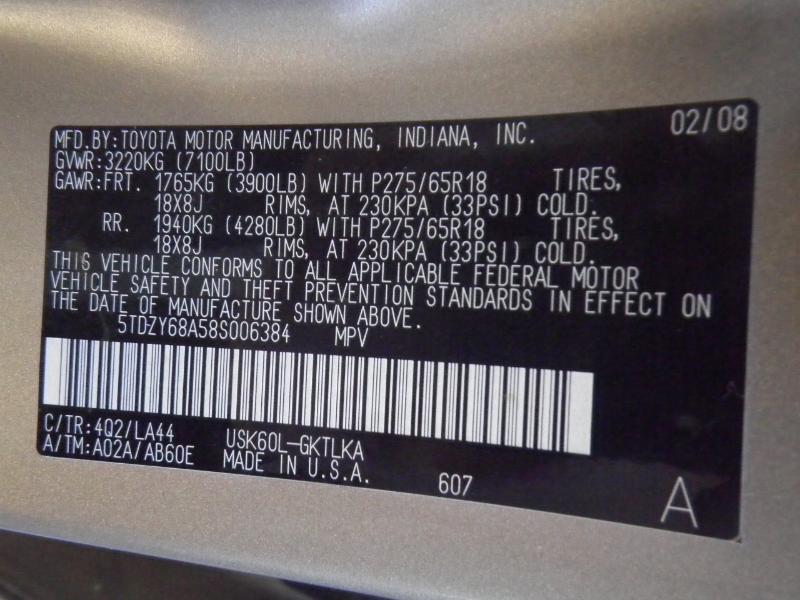 MFD.BY:TOYOTA MOTOR MANUFACTURING, INDIANA, INC. 02/08
GVWR:3220KG (7100LB)
GAWR:FRT. 1765KG (3900LB) WITH P275/65R18 TIRES,
18X8J RIMS, AT 230KPA (33PSI) COLD.
RR. 1940KG (4280LB) WITH P275/65R18 TIRES,
18X8J RIMS, AT 230KPA (33PSI) COLD.
THIS VEHICLE CONFORMS TO ALL APPLICABLE FEDERAL MOTOR
VEHICLE SAFETY AND THEFT PREVENTION STANDARDS IN EFFECT ON
THE DATE OF MANUFACTURE SHOWN ABOVE.
5TDZY68A58S006384 MPV
C/TR:4Q2/LA44 USK60L-GKTLKA
A/TM:A02A/AB60E MADE IN U.S.A. 607
A